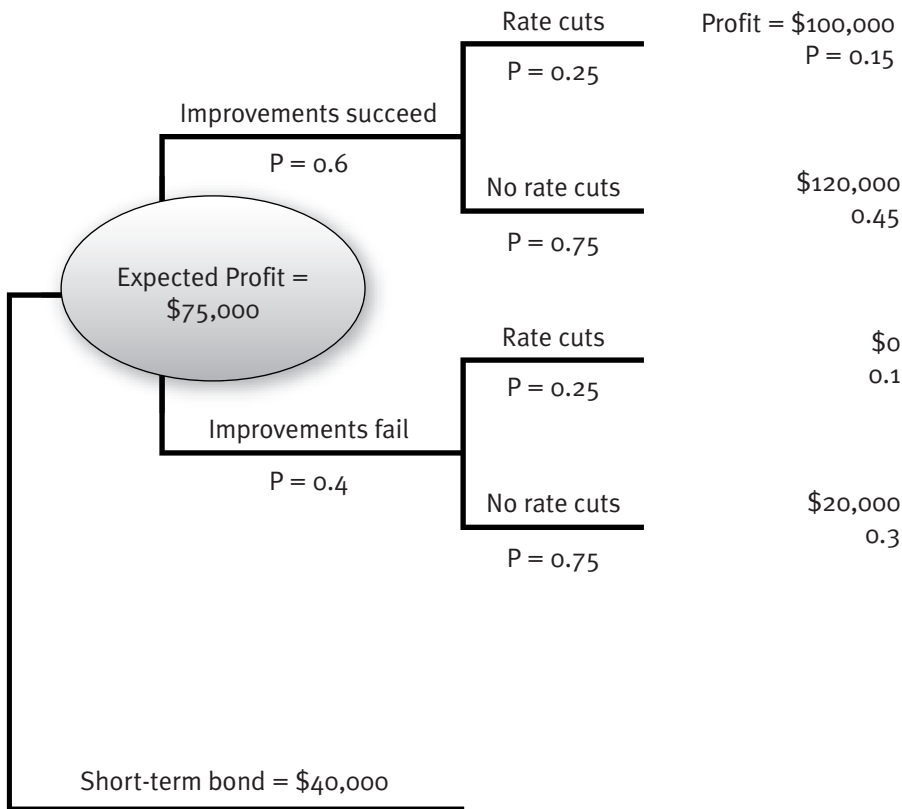 Rate cuts
Profit = $100,000
P = 0.25
P = 0.15
Improvements succeed
P = 0.6
No rate cuts
$120,000
P = 0.75
0.45
Expected Profit =
$75,000
Rate cuts
$0
P = 0.25
0.1
Improvements fail
P = 0.4
No rate cuts
$20,000
P = 0.75
0.3
Short-term bond = $40,000